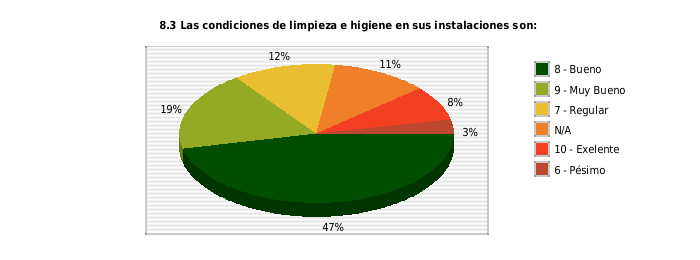 8.3 Las condiciones de limpieza e higiene en sus instalaciones son:
12%
11%
8%
19%
3%
47%
8 - Bueno
9 - Muy Bueno
7 - Regular
N/A
10 - Exelente
6 - Pésimo